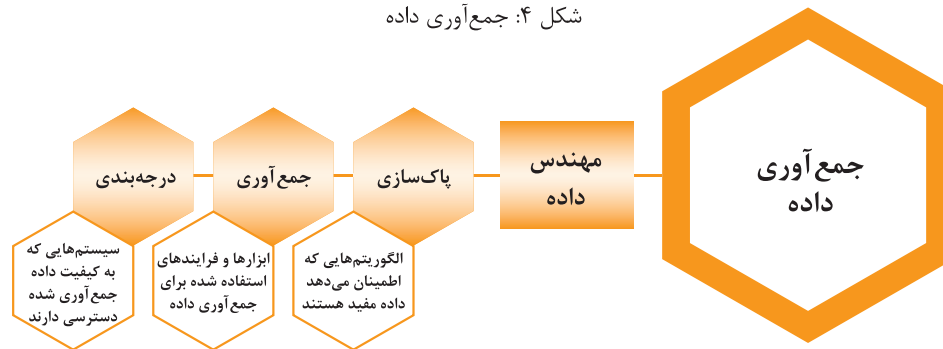 شکل ۴: جمع‌آوری داده
جمع‌آوری
داده
مهندس
داده
پاک‌سازی
الگوریتم‌هایی که
اطمینان می‌دهد
داده مفید هستند
جمع‌آوری
ابزارها و فرایندهای
استفاده شده برای
جمع‌آوری داده
درجه‌بندی
سیستم‌هایی که
به کیفیت داده
جمع‌آوری شده
دسترسی دارند